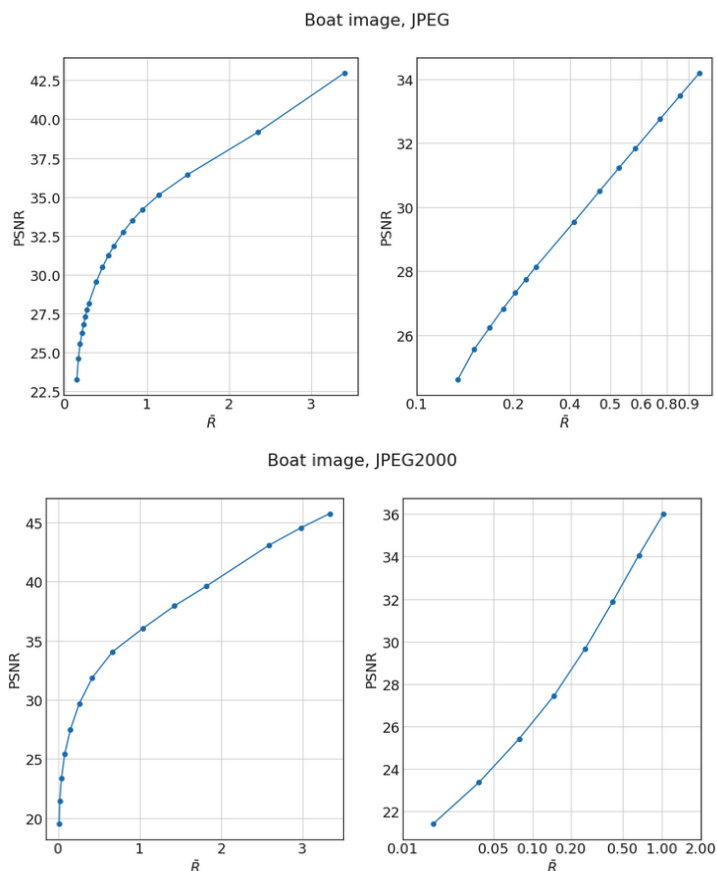 Boat image, JPEG
42.5
40.0
37.5
35.0
32.5
30.0
27.5
25.0
22.5
PSNR
0 1 2 3
R̄
34
32
30
28
26
PSNR
0.1 0.2 0.4 0.5 0.6 0.8 0.9
R̄
Boat image, JPEG2000
45
40
35
30
25
20
PSNR
0 1 2 3
R̄
36
34
32
30
28
26
24
22
PSNR
0.01 0.05 0.10 0.20 0.50 1.00 2.00
R̄